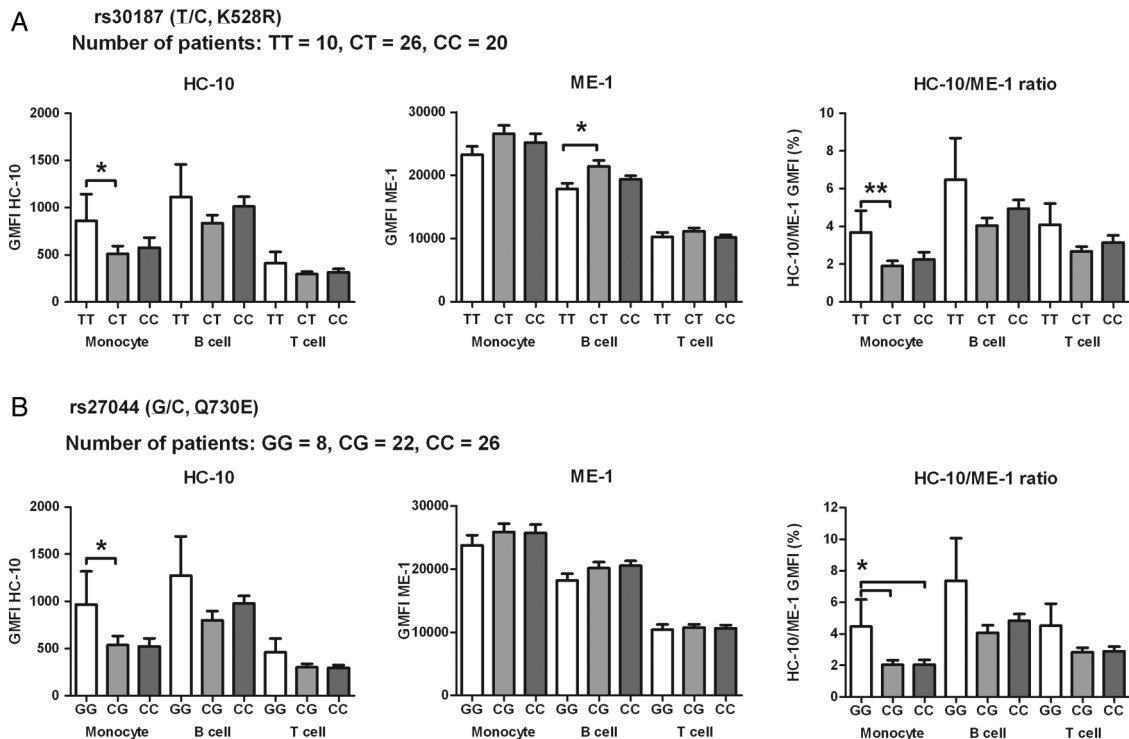 A
rs30187 (T/C, K528R)
Number of patients: TT = 10, CT = 26, CC = 20
HC-10
GMFI HC-10
2000
1500
1000
500
0
*
TT CT CC TT CT CC TT CT CC
Monocyte B cell T cell
ME-1
GMFI ME-1
30000
20000
10000
0
*
TT CT CC TT CT CC TT CT CC
Monocyte B cell T cell
HC-10/ME-1 ratio
HC-10/ME-1 GMFI (%)
10
8
6
4
2
0
**
TT CT CC TT CT CC TT CT CC
Monocyte B cell T cell
B
rs27044 (G/C, Q730E)
Number of patients: GG = 8, CG = 22, CC = 26
HC-10
GMFI HC-10
2000
1500
1000
500
0
*
GG CG CC GG CG CC GG CG CC
Monocyte B cell T cell
ME-1
GMFI ME-1
30000
20000
10000
0
GG CG CC GG CG CC GG CG CC
Monocyte B cell T cell
HC-10/ME-1 ratio
HC-10/ME-1 GMFI (%)
12
10
8
6
4
2
0
*
GG CG CC GG CG CC GG CG CC
Monocyte B cell T cell